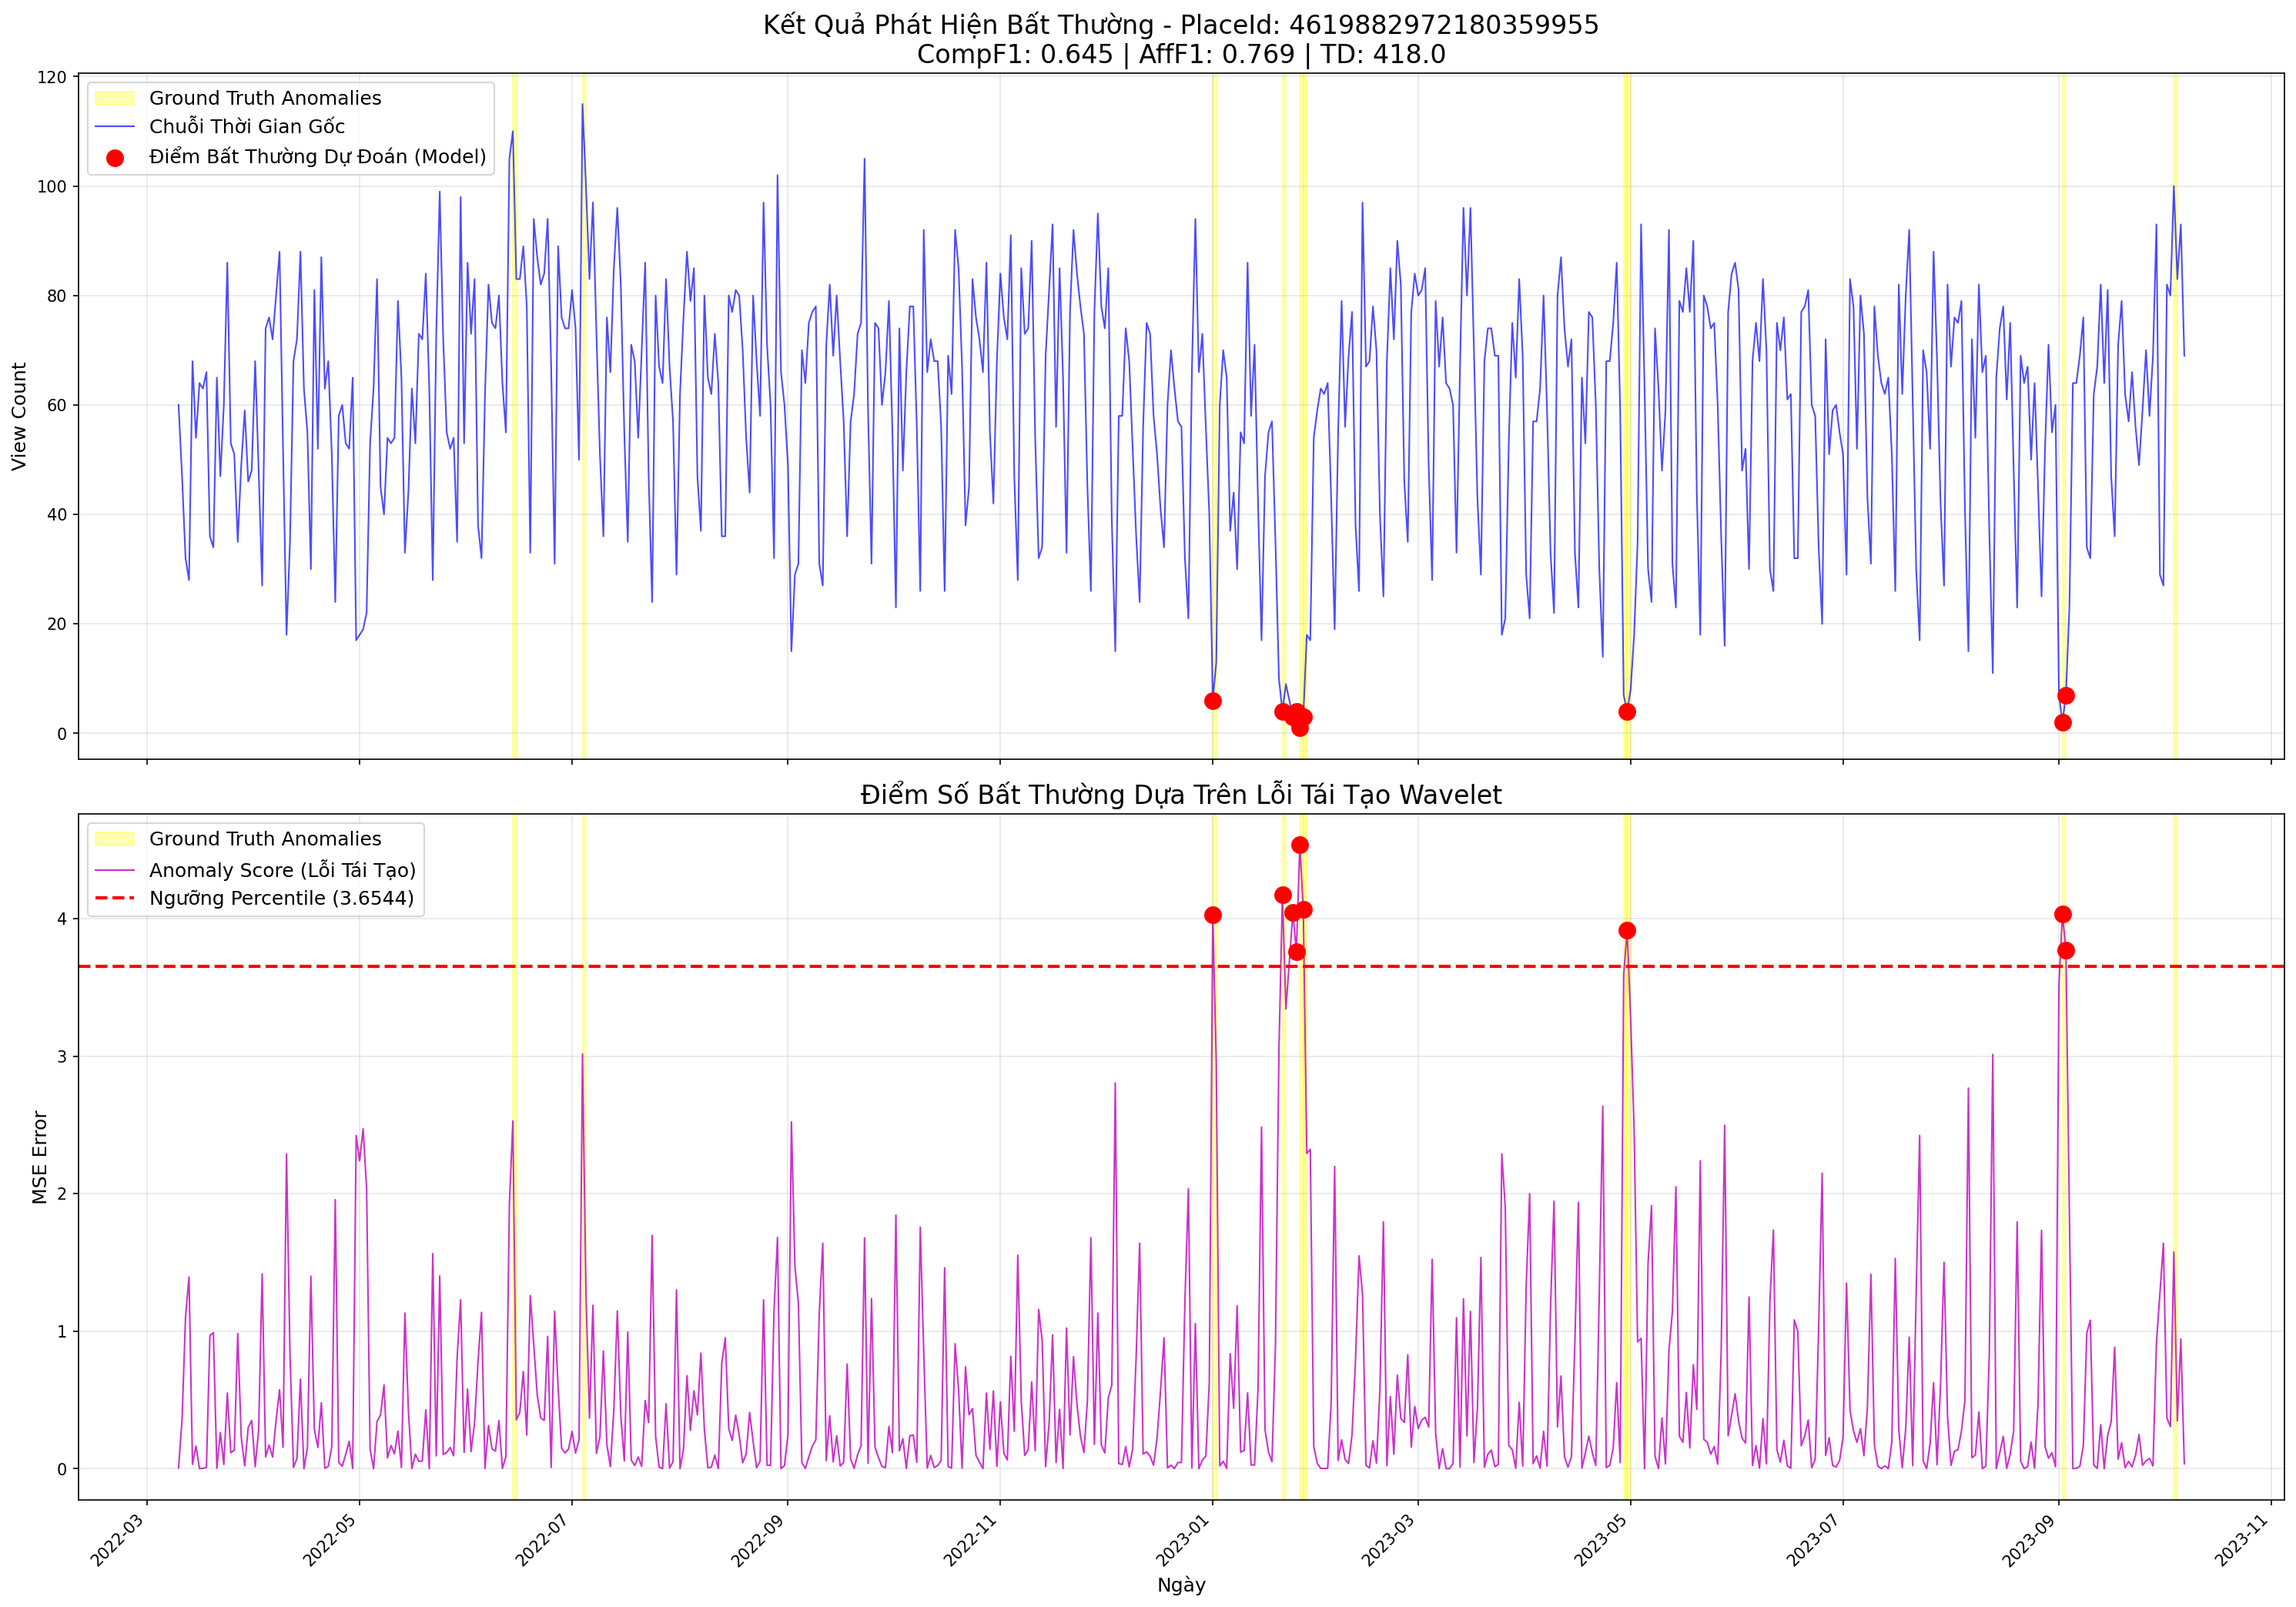 Kết Quả Phát Hiện Bất Thường - PlaceId: 4619882972180359955
CompF1: 0.645 | AffF1: 0.769 | TD: 418.0
Ground Truth Anomalies
Chuỗi Thời Gian Gốc
Điểm Bất Thường Dự Đoán (Model)
View Count
120
100
80
60
40
20
0
Điểm Số Bất Thường Dựa Trên Lỗi Tái Tạo Wavelet
Ground Truth Anomalies
Anomaly Score (Lỗi Tái Tạo)
Ngưỡng Percentile (3.6544)
MSE Error
4
3
2
1
0
2022-03
2022-05
2022-07
2022-09
2022-11
2023-01
2023-03
2023-05
2023-07
2023-09
2023-11
Ngày